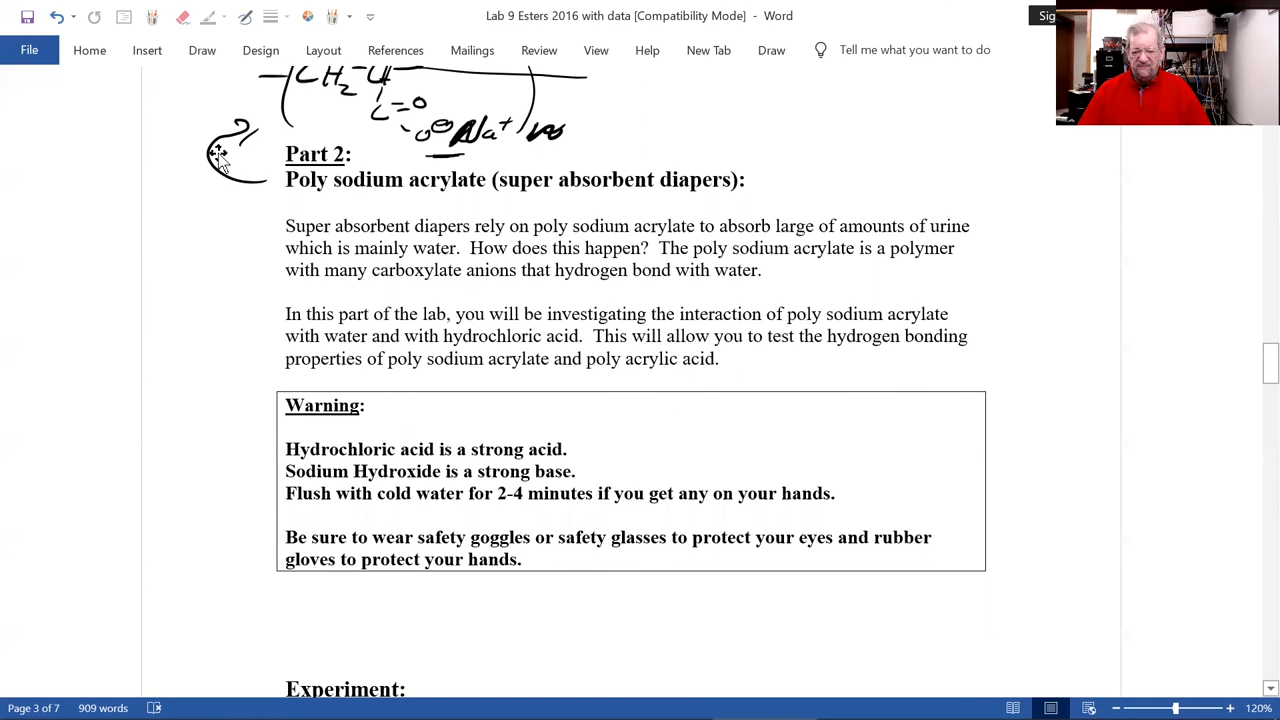 Lab 9 Esters 2016 with data [Compatibility Mode] - Word
Sig
File Home Insert Draw Design Layout References Mailings Review View Help New Tab Draw Tell me what you want to do
CH2-C
C=O
Na+
Part 2:
Poly sodium acrylate (super absorbent diapers):
Super absorbent diapers rely on poly sodium acrylate to absorb large of amounts of urine
which is mainly water. How does this happen? The poly sodium acrylate is a polymer
with many carboxylate anions that hydrogen bond with water.
In this part of the lab, you will be investigating the interaction of poly sodium acrylate
with water and with hydrochloric acid. This will allow you to test the hydrogen bonding
properties of poly sodium acrylate and poly acrylic acid.
Warning:
Hydrochloric acid is a strong acid.
Sodium Hydroxide is a strong base.
Flush with cold water for 2-4 minutes if you get any on your hands.
Be sure to wear safety goggles or safety glasses to protect your eyes and rubber
gloves to protect your hands.
Experiment:
Page 3 of 7 909 words 120%